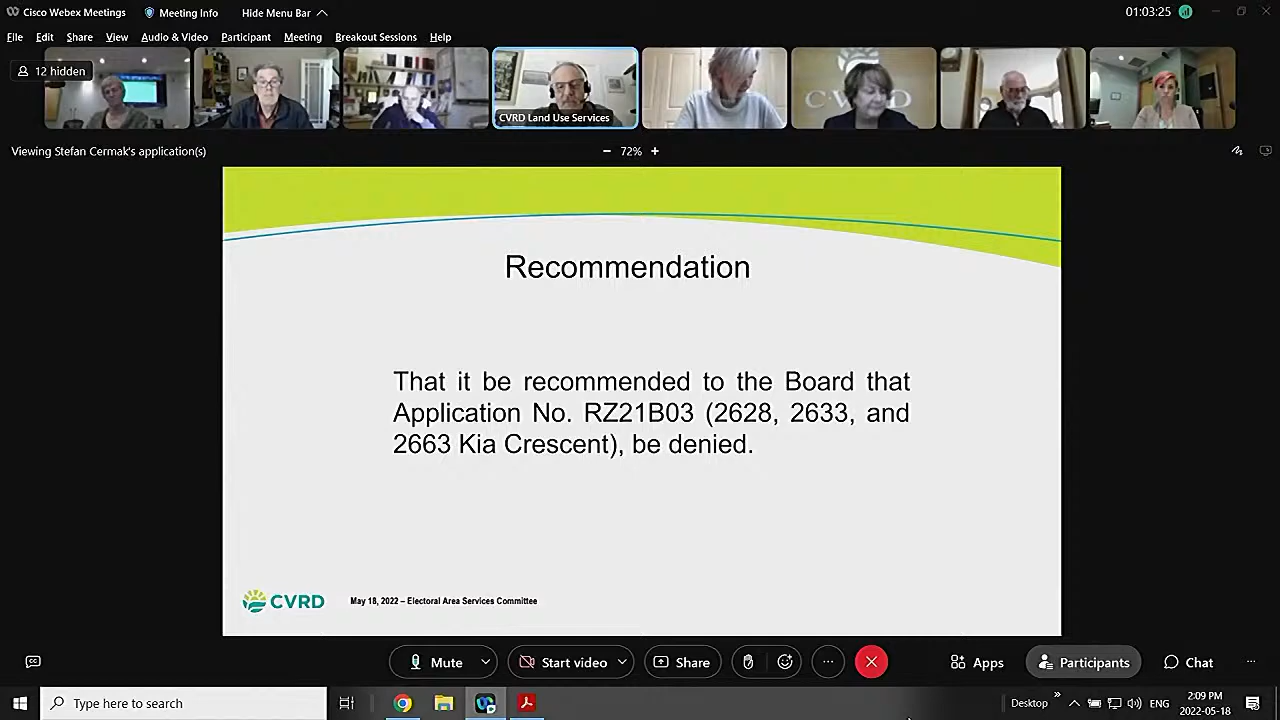 Cisco Webex Meetings Meeting Info Hide Menu Bar 01:03:25
File Edit Share View Audio & Video Participant Meeting Breakout Sessions Help
12 hidden
CVRD
CVRD Land Use Services
Viewing Stefan Cermak's application(s) 72%
Recommendation
That it be recommended to the Board that
Application No. RZ21B03 (2628, 2633, and
2663 Kia Crescent), be denied.
CVRD May 18, 2022 – Electoral Area Services Committee
Mute Start video Share Apps Participants Chat
Type here to search Desktop ENG 2:09 PM
2022-05-18